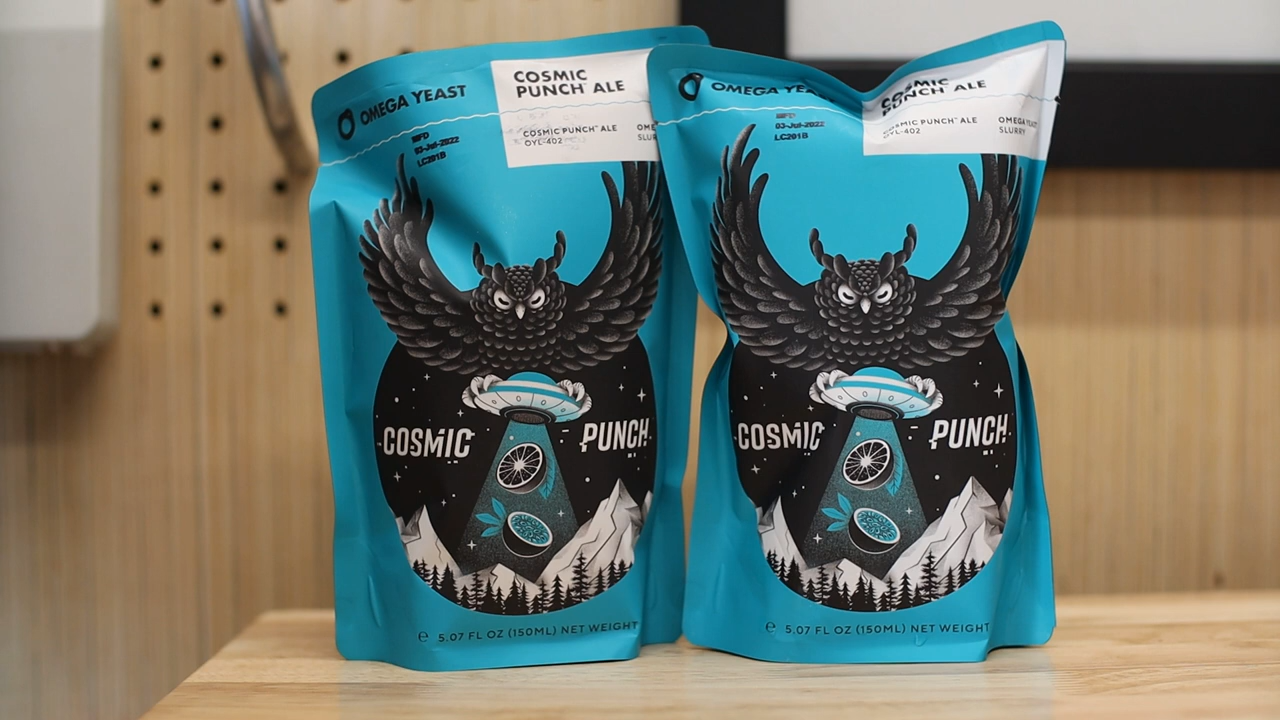 OMEGA YEAST
COSMIC
PUNCH™ ALE
MFD
03-Jul-2022
LC201B
COSMIC PUNCH™ ALE
OYL-402
OME
SLUR
COSMIC PUNCH
e 5.07 FL OZ (150ML) NET WEIGHT
OMEGA YEAST
COSMIC
PUNCH™ ALE
MFD
03-Jul-2022
LC201B
COSMIC PUNCH™ ALE
OYL-402
OMEGA YEAST
SLURRY
COSMIC PUNCH
e 5.07 FL OZ (150ML) NET WEIGHT